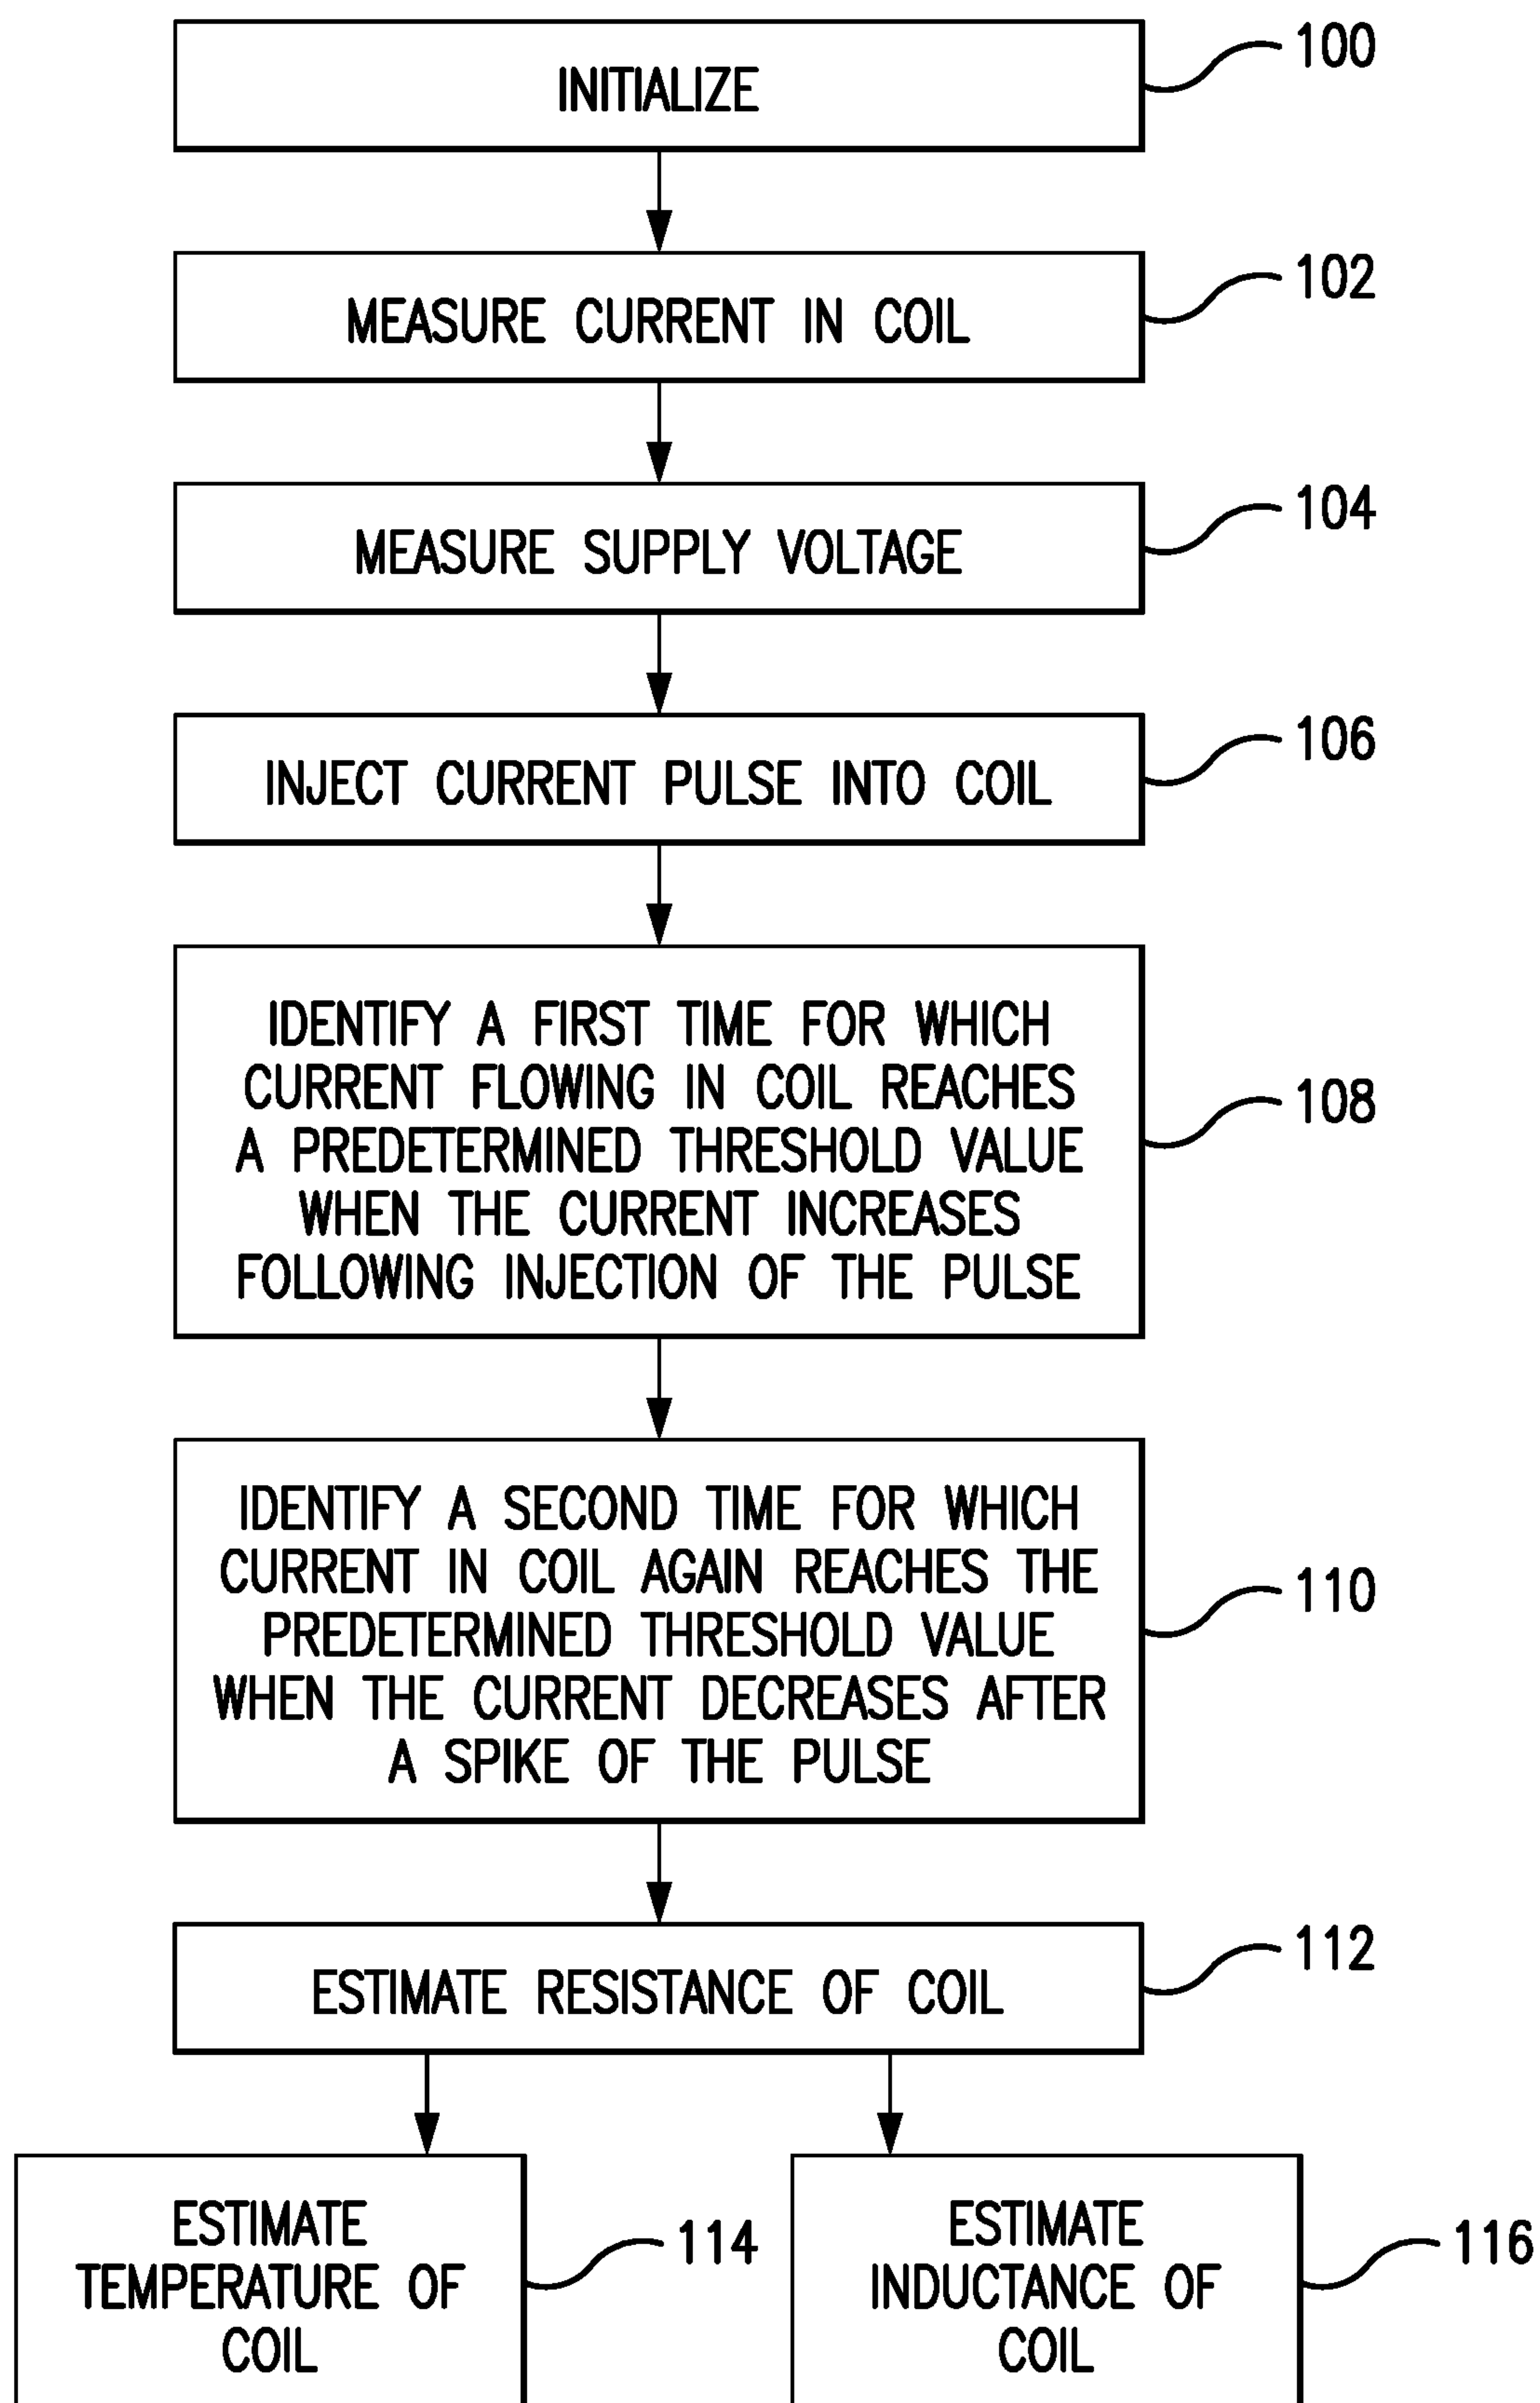 INITIALIZE
100
MEASURE CURRENT IN COIL
102
MEASURE SUPPLY VOLTAGE
104
INJECT CURRENT PULSE INTO COIL
106
IDENTIFY A FIRST TIME FOR WHICH
CURRENT FLOWING IN COIL REACHES
A PREDETERMINED THRESHOLD VALUE
WHEN THE CURRENT INCREASES
FOLLOWING INJECTION OF THE PULSE
108
IDENTIFY A SECOND TIME FOR WHICH
CURRENT IN COIL AGAIN REACHES THE
PREDETERMINED THRESHOLD VALUE
WHEN THE CURRENT DECREASES AFTER
A SPIKE OF THE PULSE
110
ESTIMATE RESISTANCE OF COIL
112
ESTIMATE
TEMPERATURE OF
COIL
114
ESTIMATE
INDUCTANCE OF
COIL
116